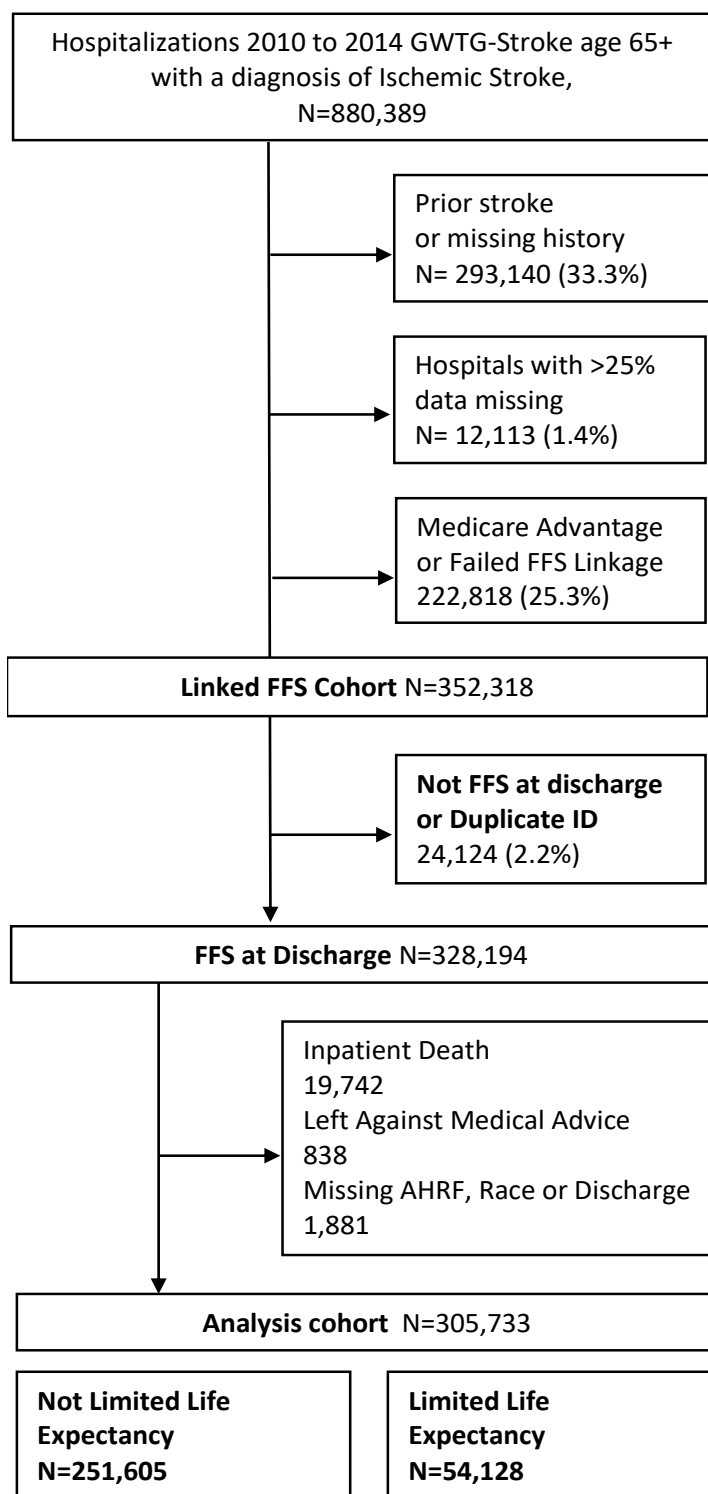 Hospitalizations 2010 to 2014 GWTG-Stroke age 65+
with a diagnosis of Ischemic Stroke,
N=880,389
Prior stroke
or missing history
N= 293,140 (33.3%)
Hospitals with >25%
data missing
N= 12,113 (1.4%)
Medicare Advantage
or Failed FFS Linkage
222,818 (25.3%)
Linked FFS Cohort N=352,318
Not FFS at discharge
or Duplicate ID
24,124 (2.2%)
FFS at Discharge N=328,194
Inpatient Death
19,742
Left Against Medical Advice
838
Missing AHRF, Race or Discharge
1,881
Analysis cohort N=305,733
Not Limited Life
Expectancy
N=251,605
Limited Life
Expectancy
N=54,128